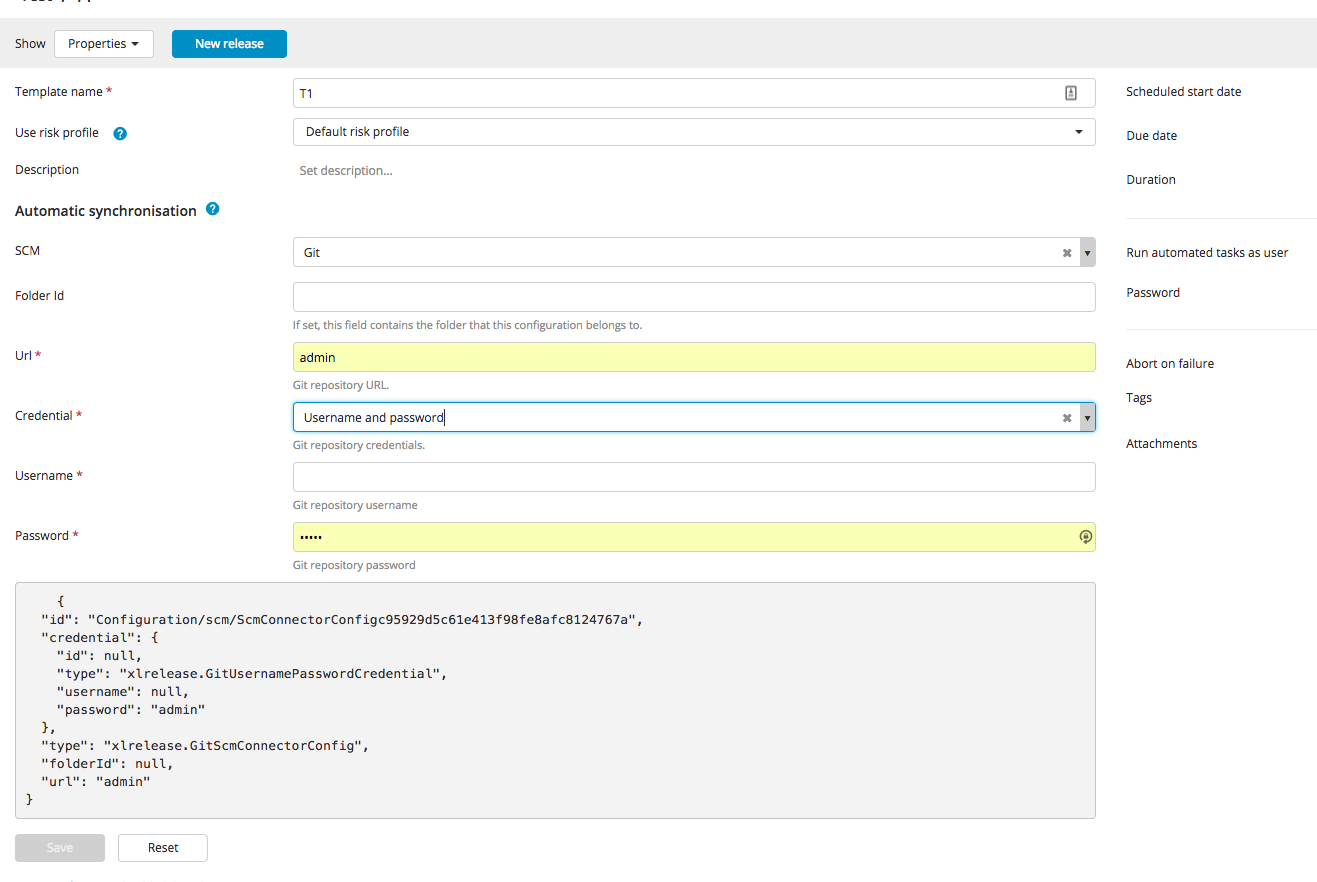 Show
Properties
New release
Template name *
T1
Use risk profile ?
Default risk profile
Description
Set description...
Automatic synchronisation ?
SCM
Git
Folder Id
If set, this field contains the folder that this configuration belongs to.
Url *
admin
Git repository URL.
Credential *
Username and password
Git repository credentials.
Username *
Git repository username
Password *
•••••
Git repository password
{
"id": "Configuration/scm/ScmConnectorConfigc95929d5c61e413f98fe8afc8124767a",
"credential": {
"id": null,
"type": "xlrelease.GitUsernamePasswordCredential",
"username": null,
"password": "admin"
},
"type": "xlrelease.GitScmConnectorConfig",
"folderId": null,
"url": "admin"
}
Save
Reset
Scheduled start date
Due date
Duration
Run automated tasks as user
Password
Abort on failure
Tags
Attachments